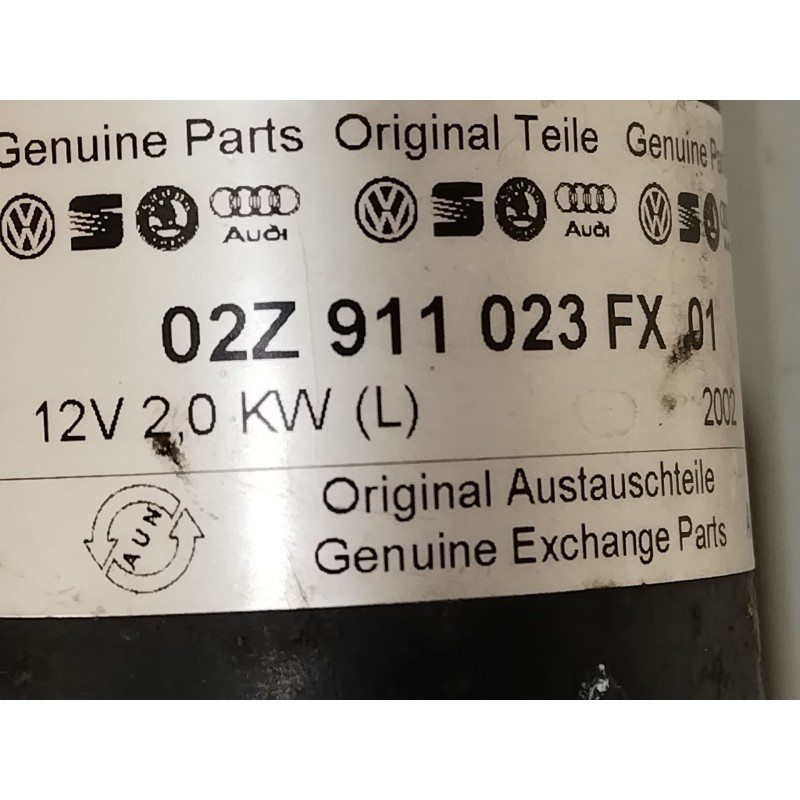 Genuine Parts Original Teile Genuine
Audi Audi
02Z 911 023 FX 01
12V 2,0 KW (L) 2002
AUN
Original Austauschteile
Genuine Exchange Parts